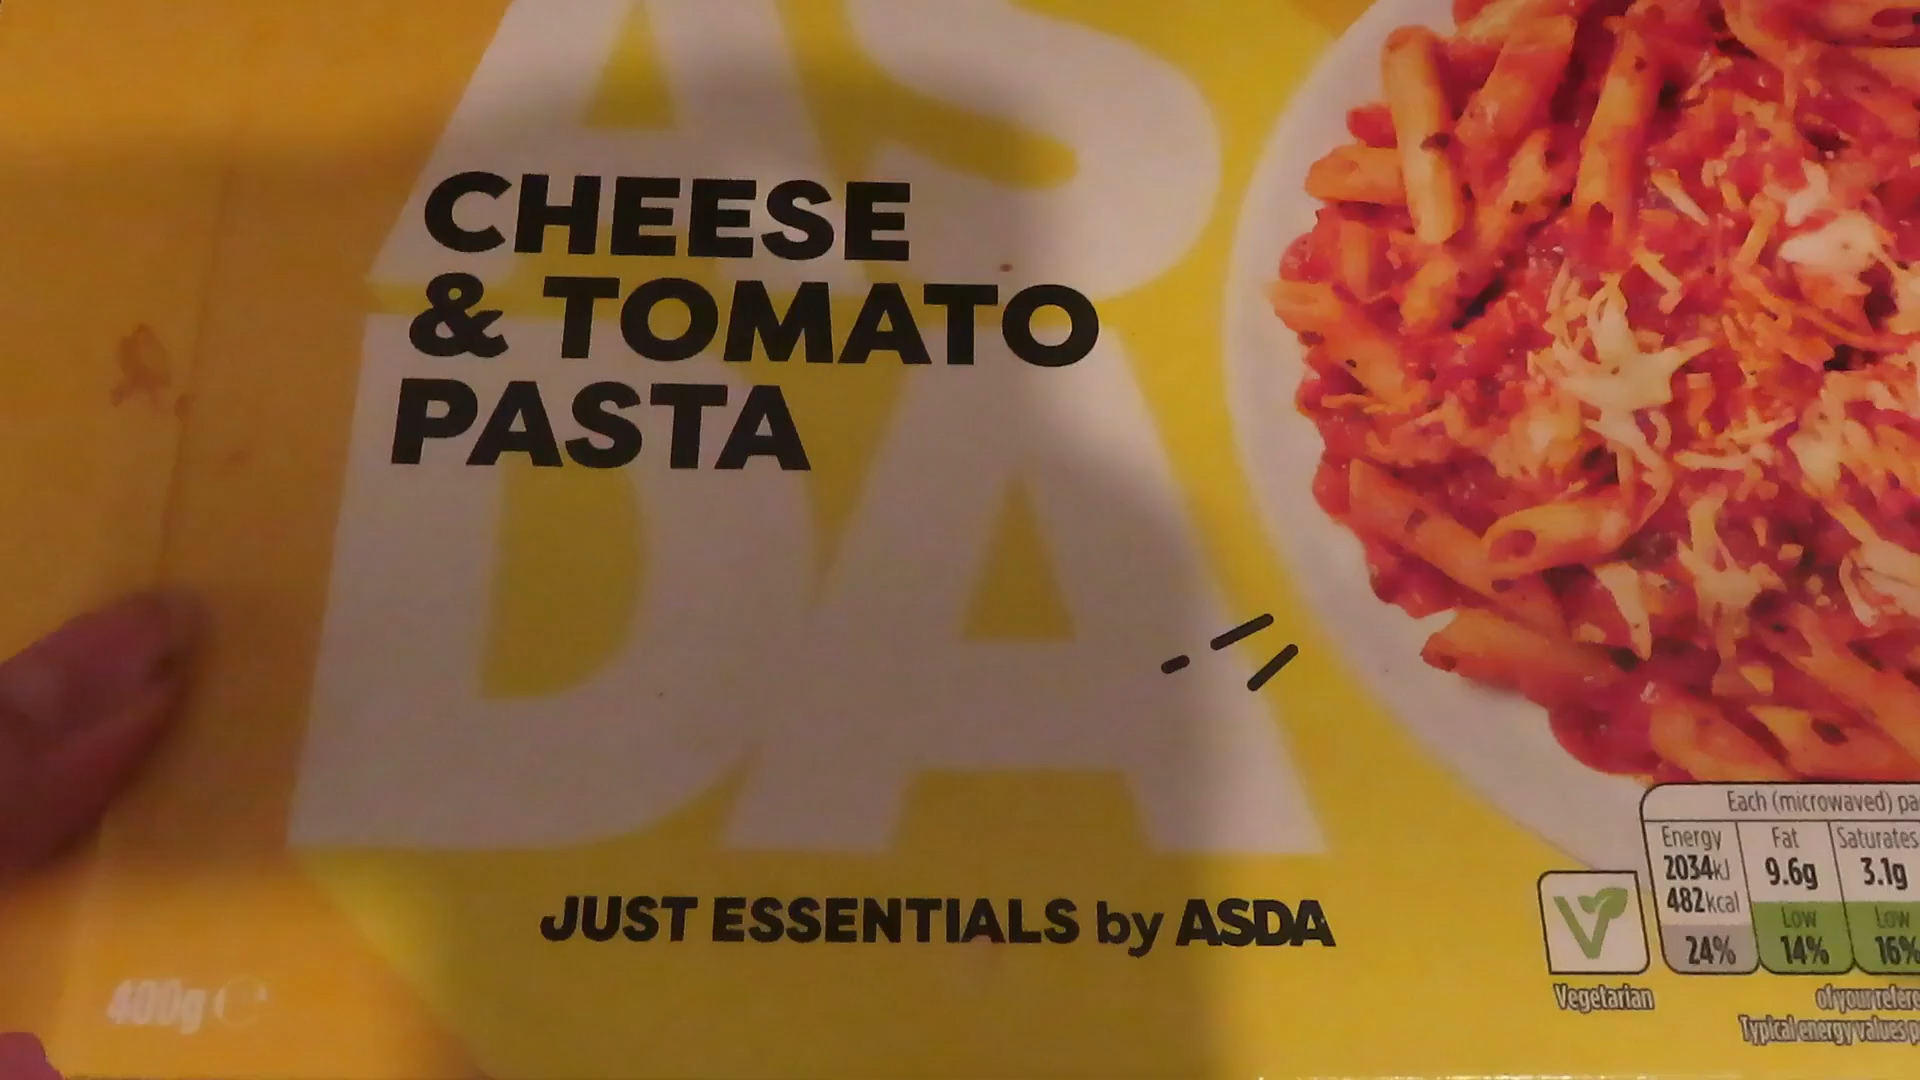 ASDA
CHEESE
& TOMATO
PASTA
JUST ESSENTIALS by ASDA
400g e
Vegetarian
Each (microwaved)
Energy
2034kJ
482kcal
24%
Fat
9.6g
Low
14%
Saturates
3.1g
Low
16%
of your
Typical energy values